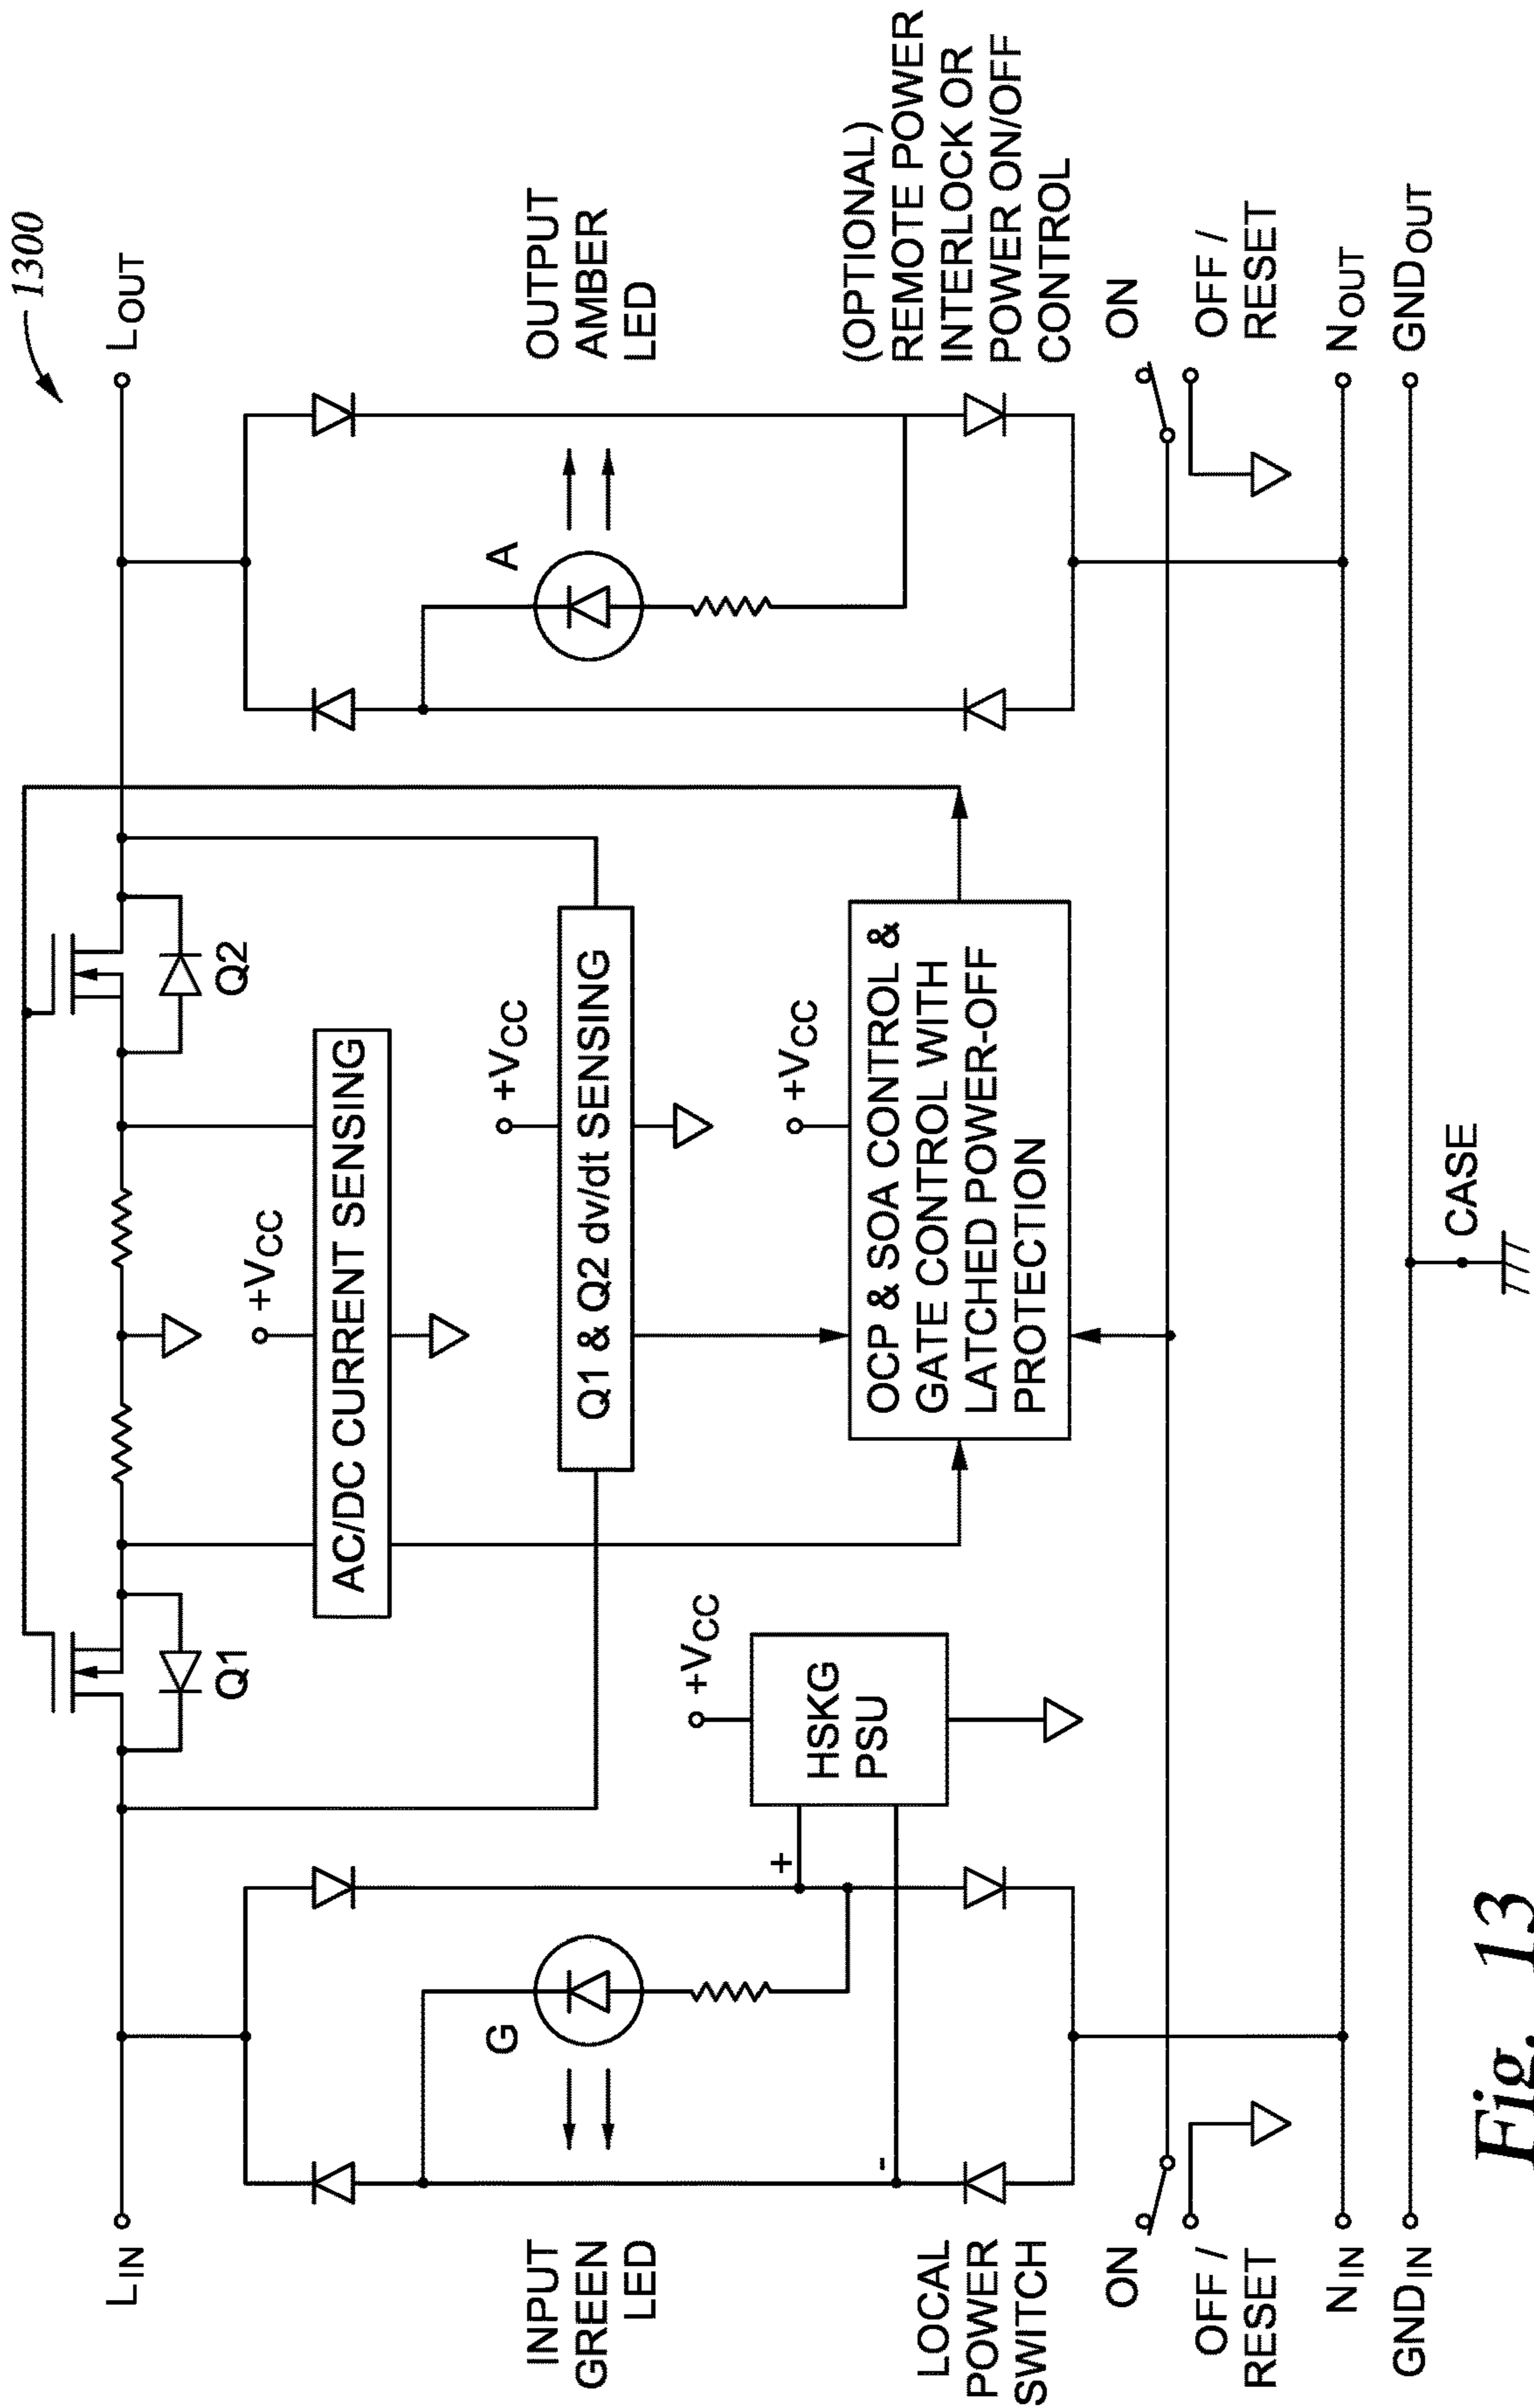 1300
L_IN
L_OUT
Q1
Q2
AC/DC CURRENT SENSING
+V_CC
Q1 & Q2 dv/dt SENSING
+V_CC
INPUT
GREEN
LED
G
A
OUTPUT
AMBER
LED
HSKG
PSU
+V_CC
+
-
OCP & SOA CONTROL &
GATE CONTROL WITH
LATCHED POWER-OFF
PROTECTION
+V_CC
LOCAL
POWER
SWITCH
(OPTIONAL)
REMOTE POWER
INTERLOCK OR
POWER ON/OFF
CONTROL
ON
OFF /
RESET
ON
OFF /
RESET
N_IN
N_OUT
GND_IN
GND_OUT
CASE
Fig. 13